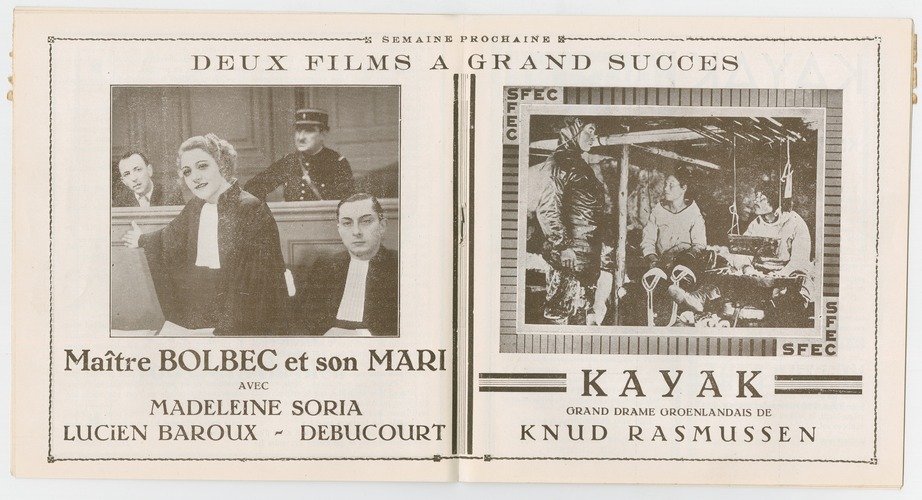 SEMAINE PROCHAINE
DEUX FILMS A GRAND SUCCES
Maître BOLBEC et son MARI
AVEC
MADELEINE SORIA
LUCIEN BAROUX - DEBUCOURT
SFEC
SFEC
SFEC
SFEC
KAYAK
GRAND DRAME GROENLANDAIS DE
KNUD RASMUSSEN